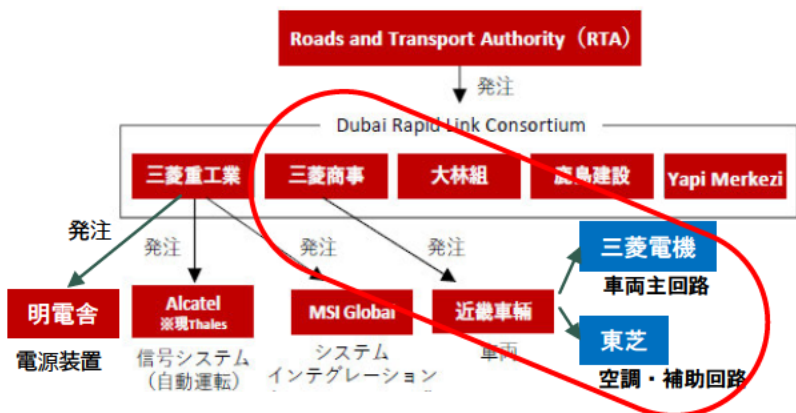 Roads and Transport Authority（RTA）
発注
Dubai Rapid Link Consortium
三菱重工業
三菱商事
大林組
鹿島建設
Yapi Merkezi
発注
発注
発注
発注
明電舎
電源装置
Alcatel
※現Thales
信号システム
（自動運転）
MSI Global
システム
インテグレーション
近畿車輛
車両
三菱電機
車両主回路
東芝
空調・補助回路